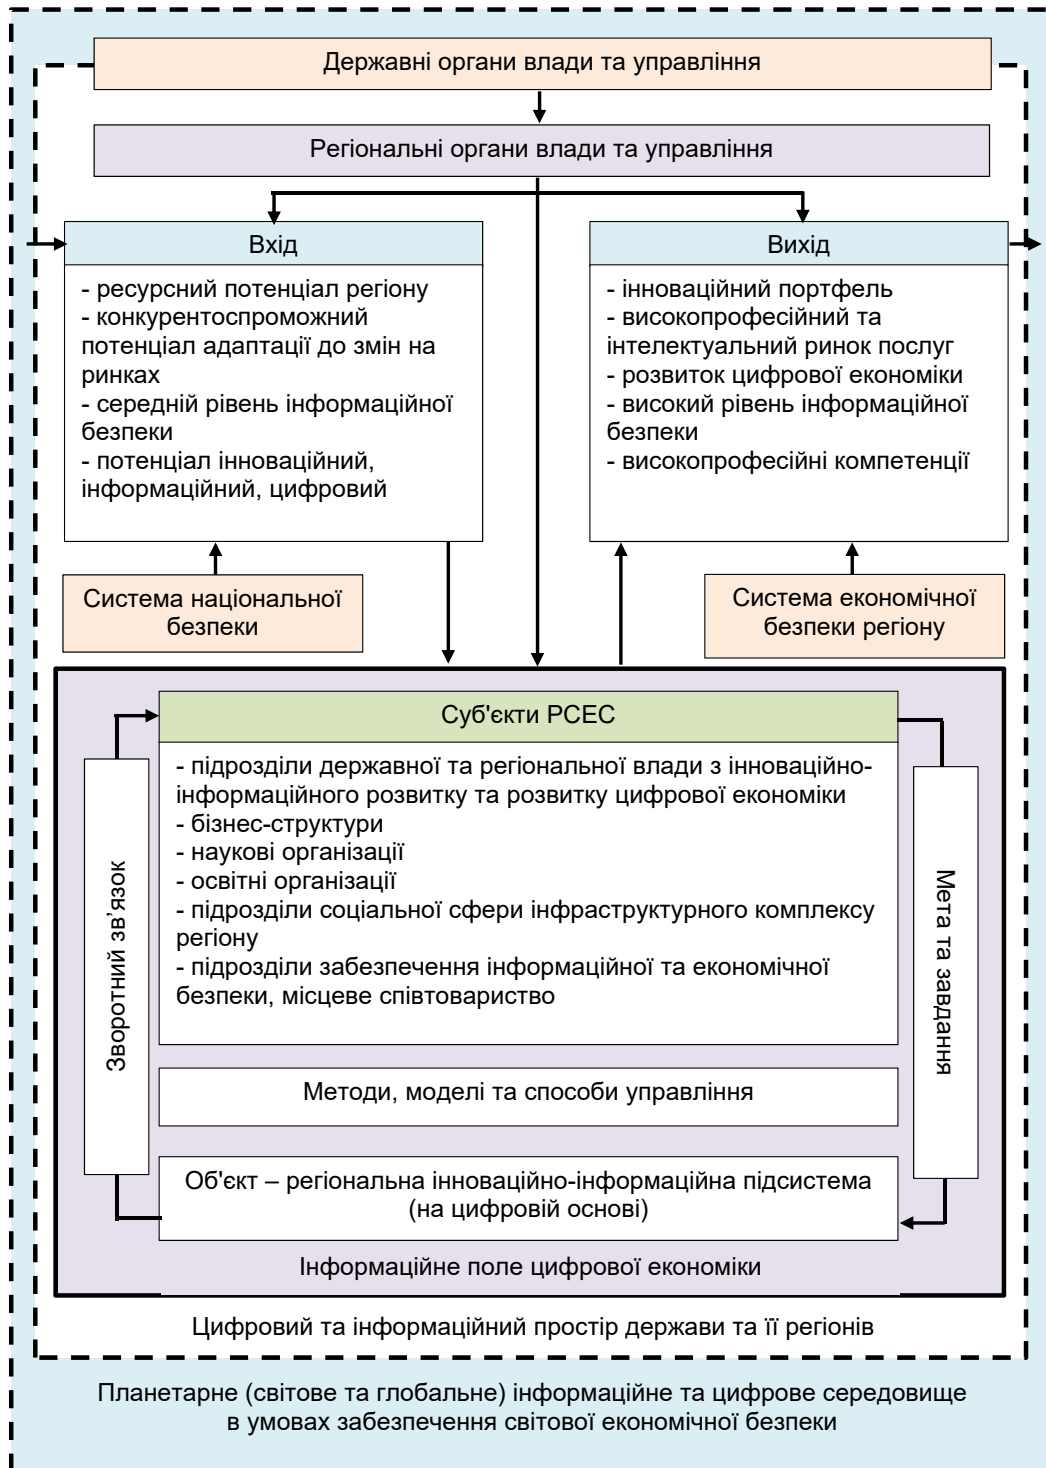 Державні органи влади та управління
Регіональні органи влади та управління
Вхід
- ресурсний потенціал регіону
- конкурентоспроможний
потенціал адаптації до змін на
ринках
- середній рівень інформаційної
безпеки
- потенціал інноваційний,
інформаційний, цифровий
Вихід
- інноваційний портфель
- високопрофесійний та
інтелектуальний ринок послуг
- розвиток цифрової економіки
- високий рівень інформаційної
безпеки
- високопрофесійні компетенції
Система національної
безпеки
Система економічної
безпеки регіону
Суб'єкти РСЕС
- підрозділи державної та регіональної влади з інноваційно-
інформаційного розвитку та розвитку цифрової економіки
- бізнес-структури
- наукові організації
- освітні організації
- підрозділи соціальної сфери інфраструктурного комплексу
регіону
- підрозділи забезпечення інформаційної та економічної
безпеки, місцеве співтовариство
Зворотний зв’язок
Мета та завдання
Методи, моделі та способи управління
Об'єкт – регіональна інноваційно-інформаційна підсистема
(на цифровій основі)
Інформаційне поле цифрової економіки
Цифровий та інформаційний простір держави та її регіонів
Планетарне (світове та глобальне) інформаційне та цифрове середовище
в умовах забезпечення світової економічної безпеки